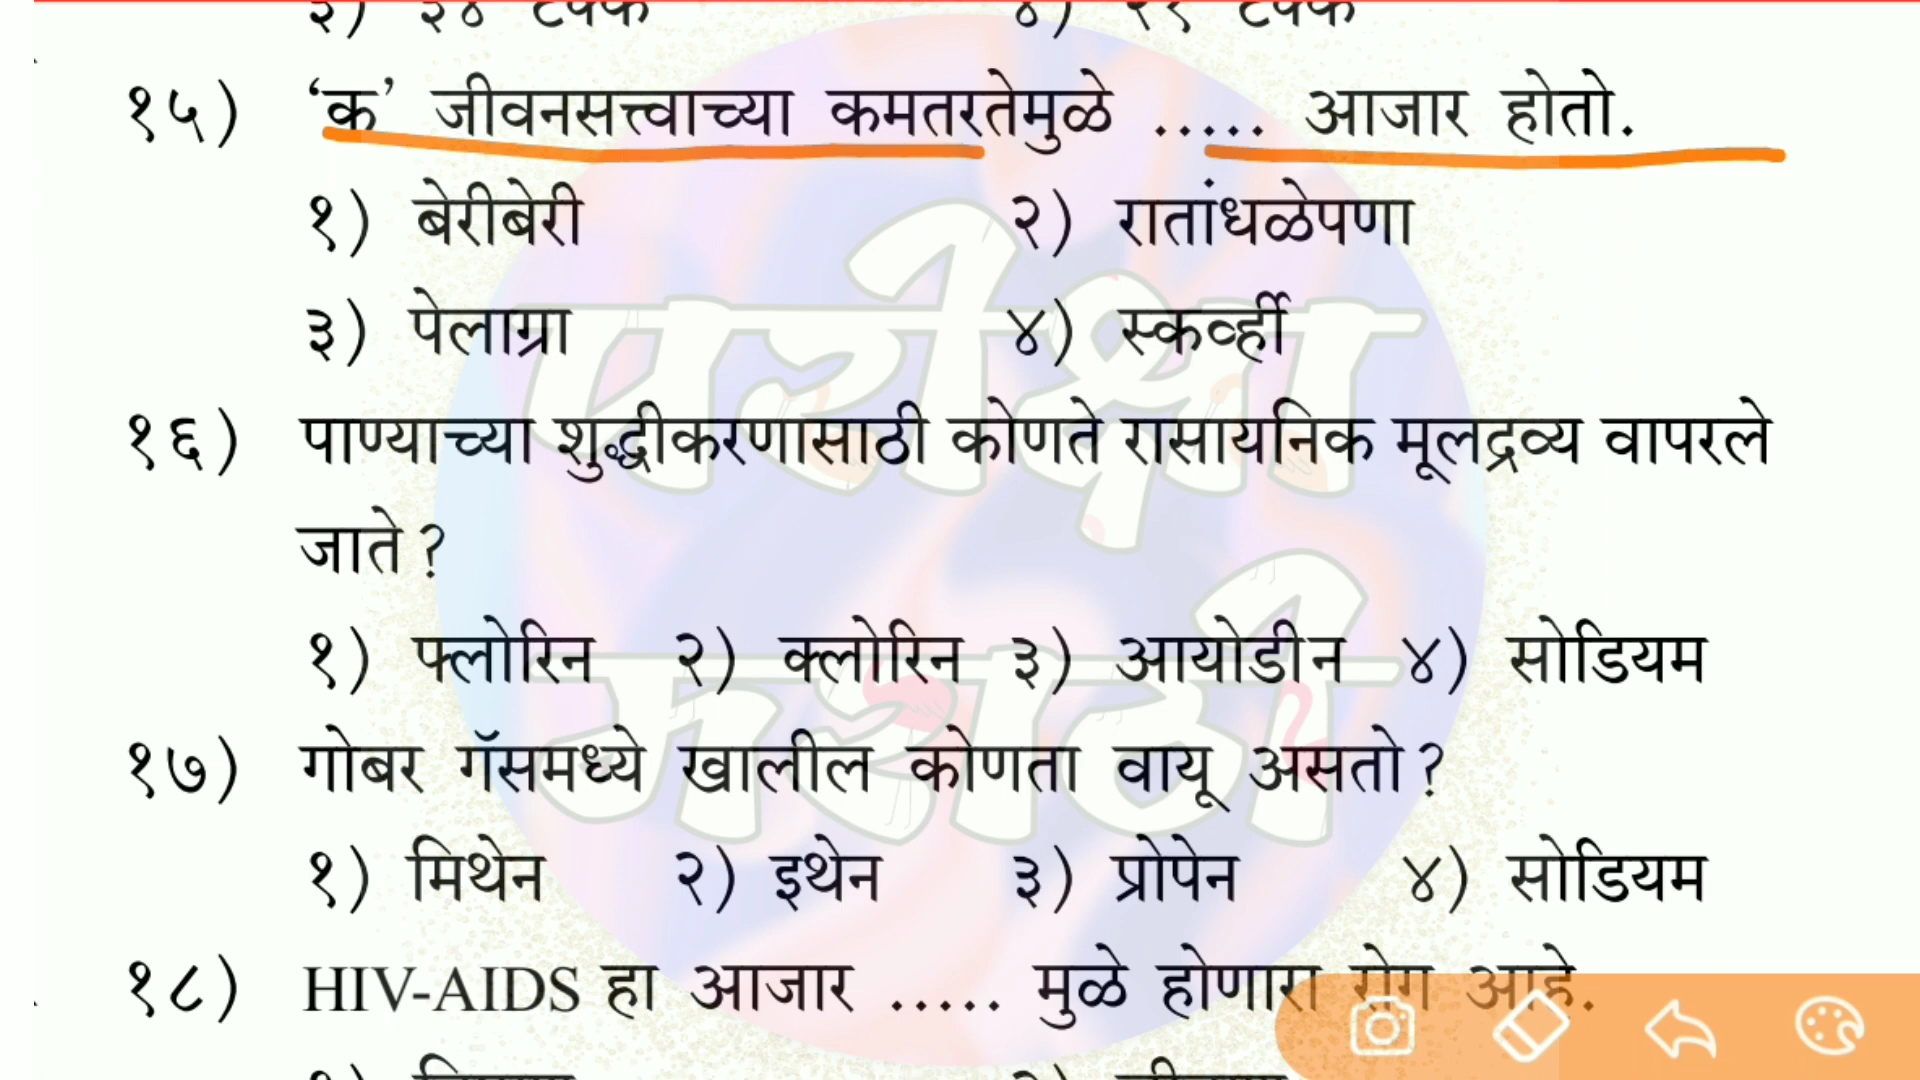 १५) ‘क’ जीवनसत्त्वाच्या कमतरतेमुळे ..... आजार होतो.
१) बेरीबेरी २) रातांधळेपणा
३) पेलाग्रा ४) स्कर्व्ही
१६) पाण्याच्या शुद्धीकरणासाठी कोणते रासायनिक मूलद्रव्य वापरले
जाते ?
१) फ्लोरिन २) क्लोरिन ३) आयोडीन ४) सोडियम
१७) गोबर गॅसमध्ये खालील कोणता वायू असतो ?
१) मिथेन २) इथेन ३) प्रोपेन ४) सोडियम
१८) HIV-AIDS हा आजार ..... मुळे होणारा रोग आहे.
परीक्षा
मराठी